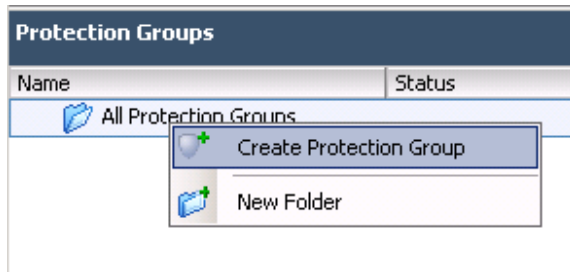 Protection Groups
Name Status
All Protection Groups
Create Protection Group
New Folder